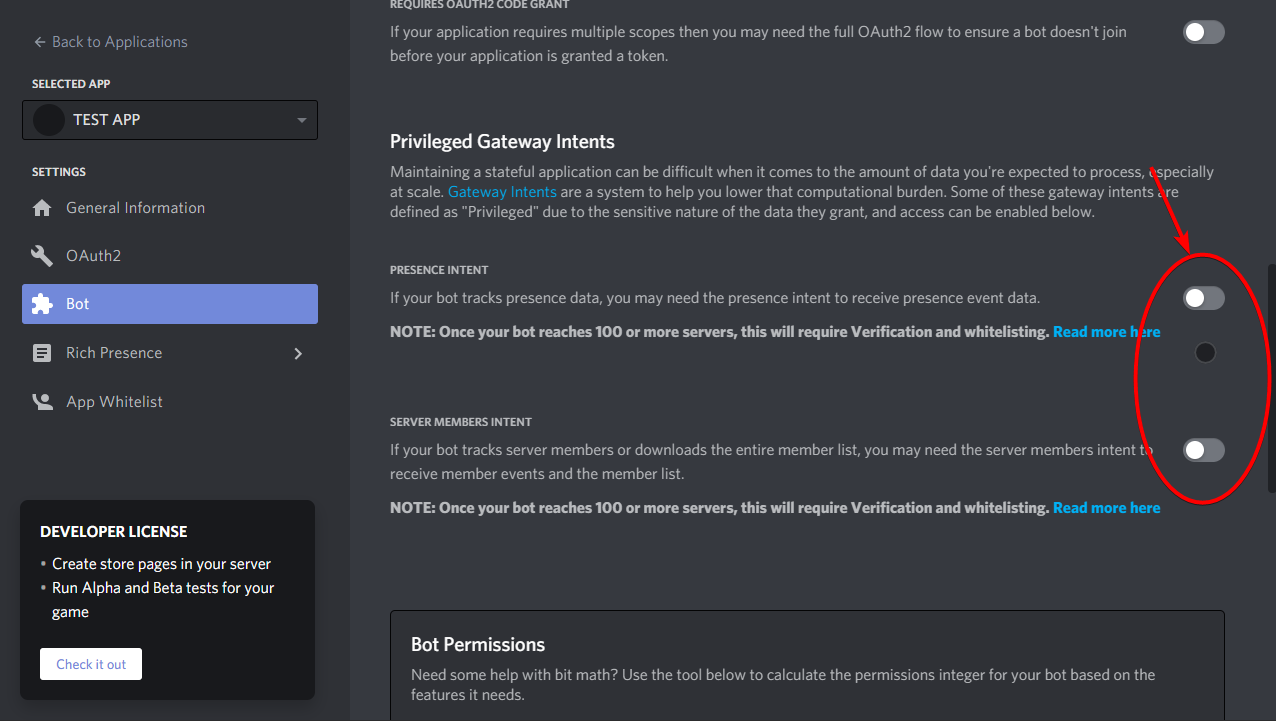 Back to Applications
SELECTED APP
TEST APP
SETTINGS
General Information
OAuth2
Bot
Rich Presence
App Whitelist
DEVELOPER LICENSE
• Create store pages in your server
• Run Alpha and Beta tests for your
game
Check it out
REQUIRES OAUTH2 CODE GRANT
If your application requires multiple scopes then you may need the full OAuth2 flow to ensure a bot doesn't join
before your application is granted a token.
Privileged Gateway Intents
Maintaining a stateful application can be difficult when it comes to the amount of data you're expected to process, especially
at scale. Gateway Intents are a system to help you lower that computational burden. Some of these gateway intents are
defined as "Privileged" due to the sensitive nature of the data they grant, and access can be enabled below.
PRESENCE INTENT
If your bot tracks presence data, you may need the presence intent to receive presence event data.
NOTE: Once your bot reaches 100 or more servers, this will require Verification and whitelisting. Read more here
SERVER MEMBERS INTENT
If your bot tracks server members or downloads the entire member list, you may need the server members intent to
receive member events and the member list.
NOTE: Once your bot reaches 100 or more servers, this will require Verification and whitelisting. Read more here
Bot Permissions
Need some help with bit math? Use the tool below to calculate the permissions integer for your bot based on the
features it needs.